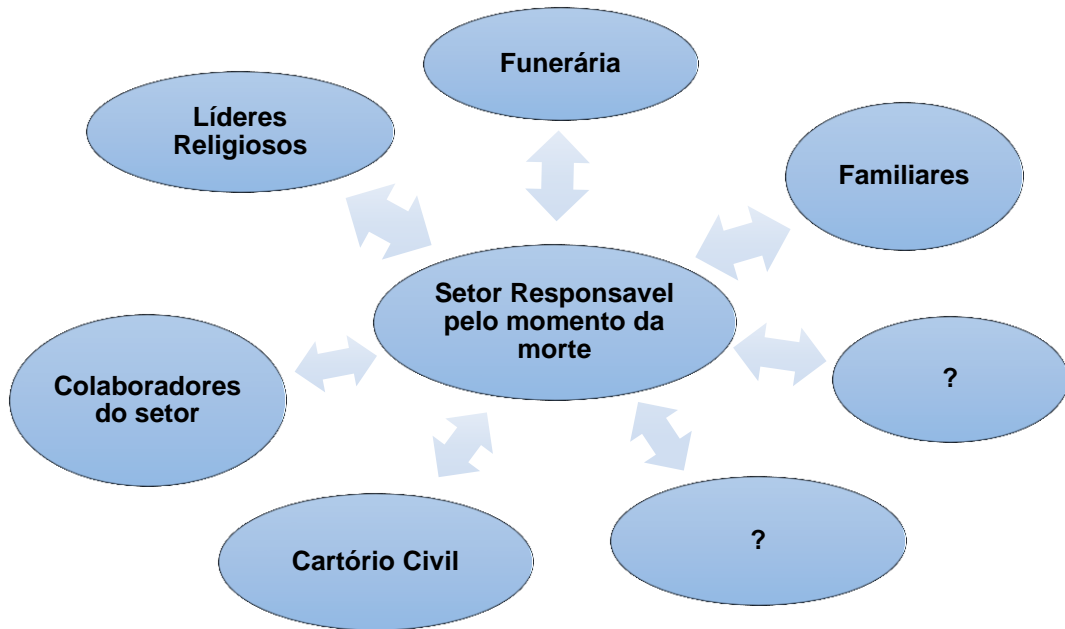 Funerária
Líderes
Religiosos
Familiares
Setor Responsavel
pelo momento da
morte
Colaboradores
do setor
?
?
Cartório Civil